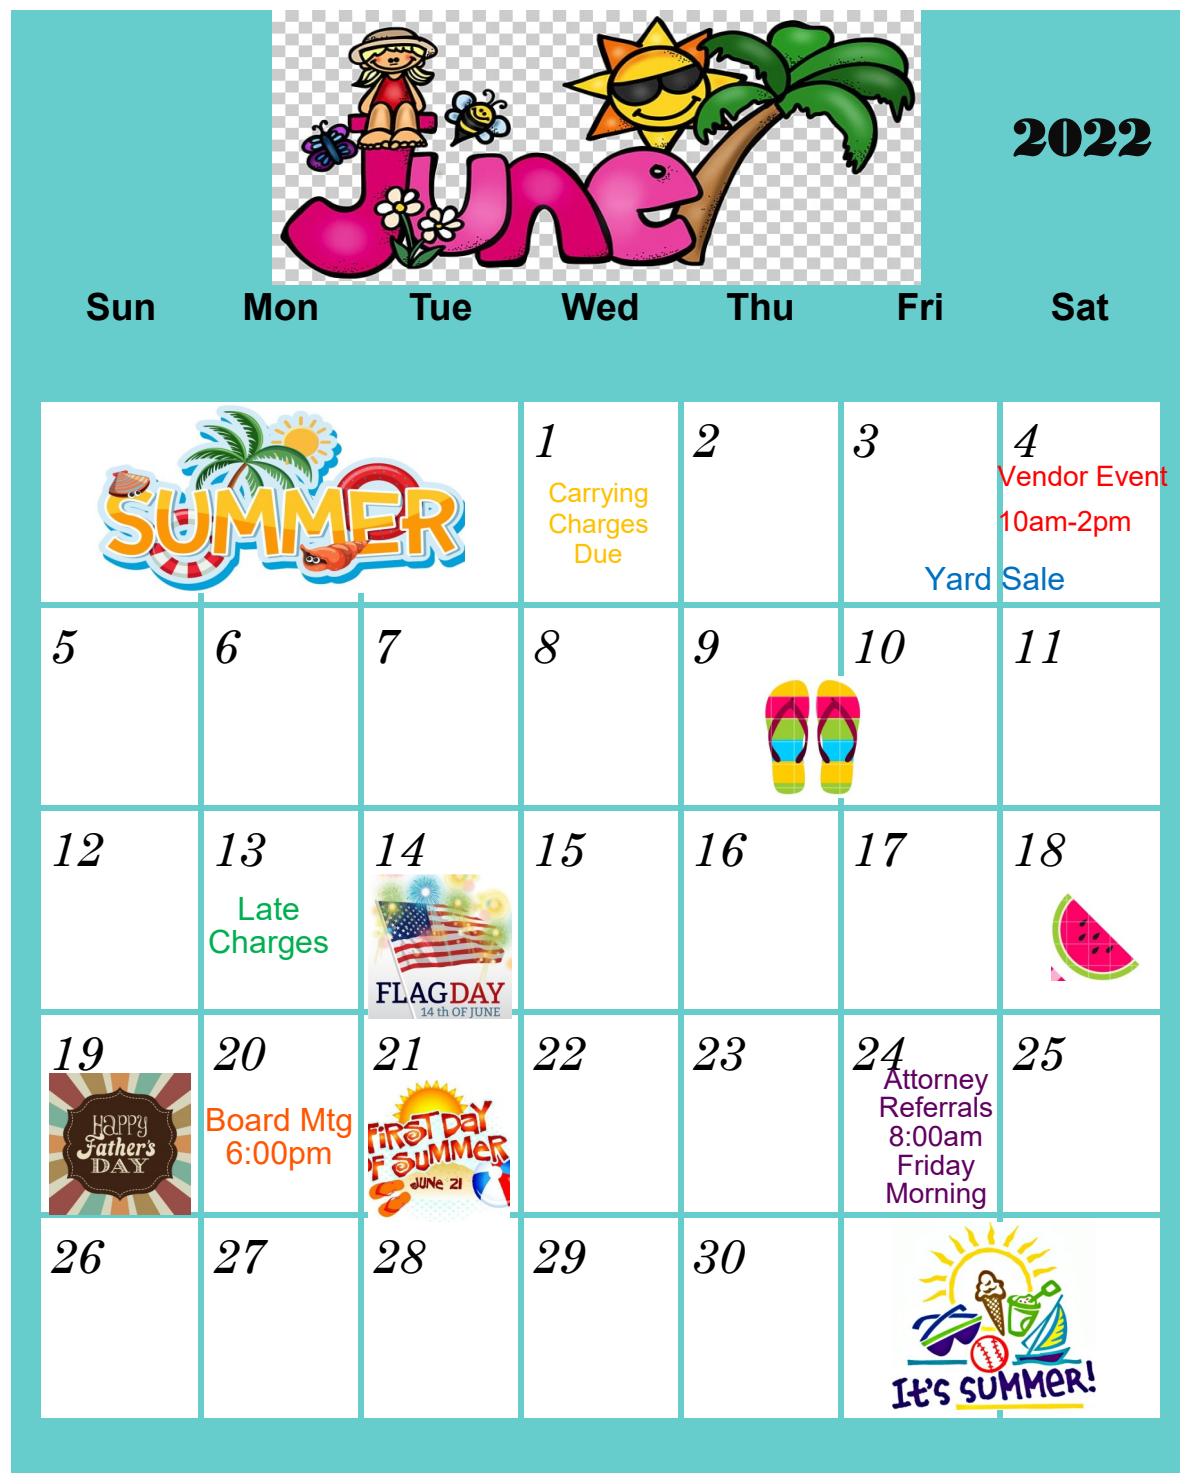 June
2022
Sun Mon Tue Wed Thu Fri Sat
SUMMER
1 2 3 4
Carrying
Charges
Due
Vendor Event
10am-2pm
Yard Sale
5 6 7 8 9 10 11
12 13 14 15 16 17 18
Late
Charges
FLAG DAY
14 th OF JUNE
19 20 21 22 23 24 25
HAPPY
Father's
DAY
Board Mtg
6:00pm
FIRST DAY
OF SUMMER
JUNE 21
Attorney
Referrals
8:00am
Friday
Morning
26 27 28 29 30
IT'S SUMMER!